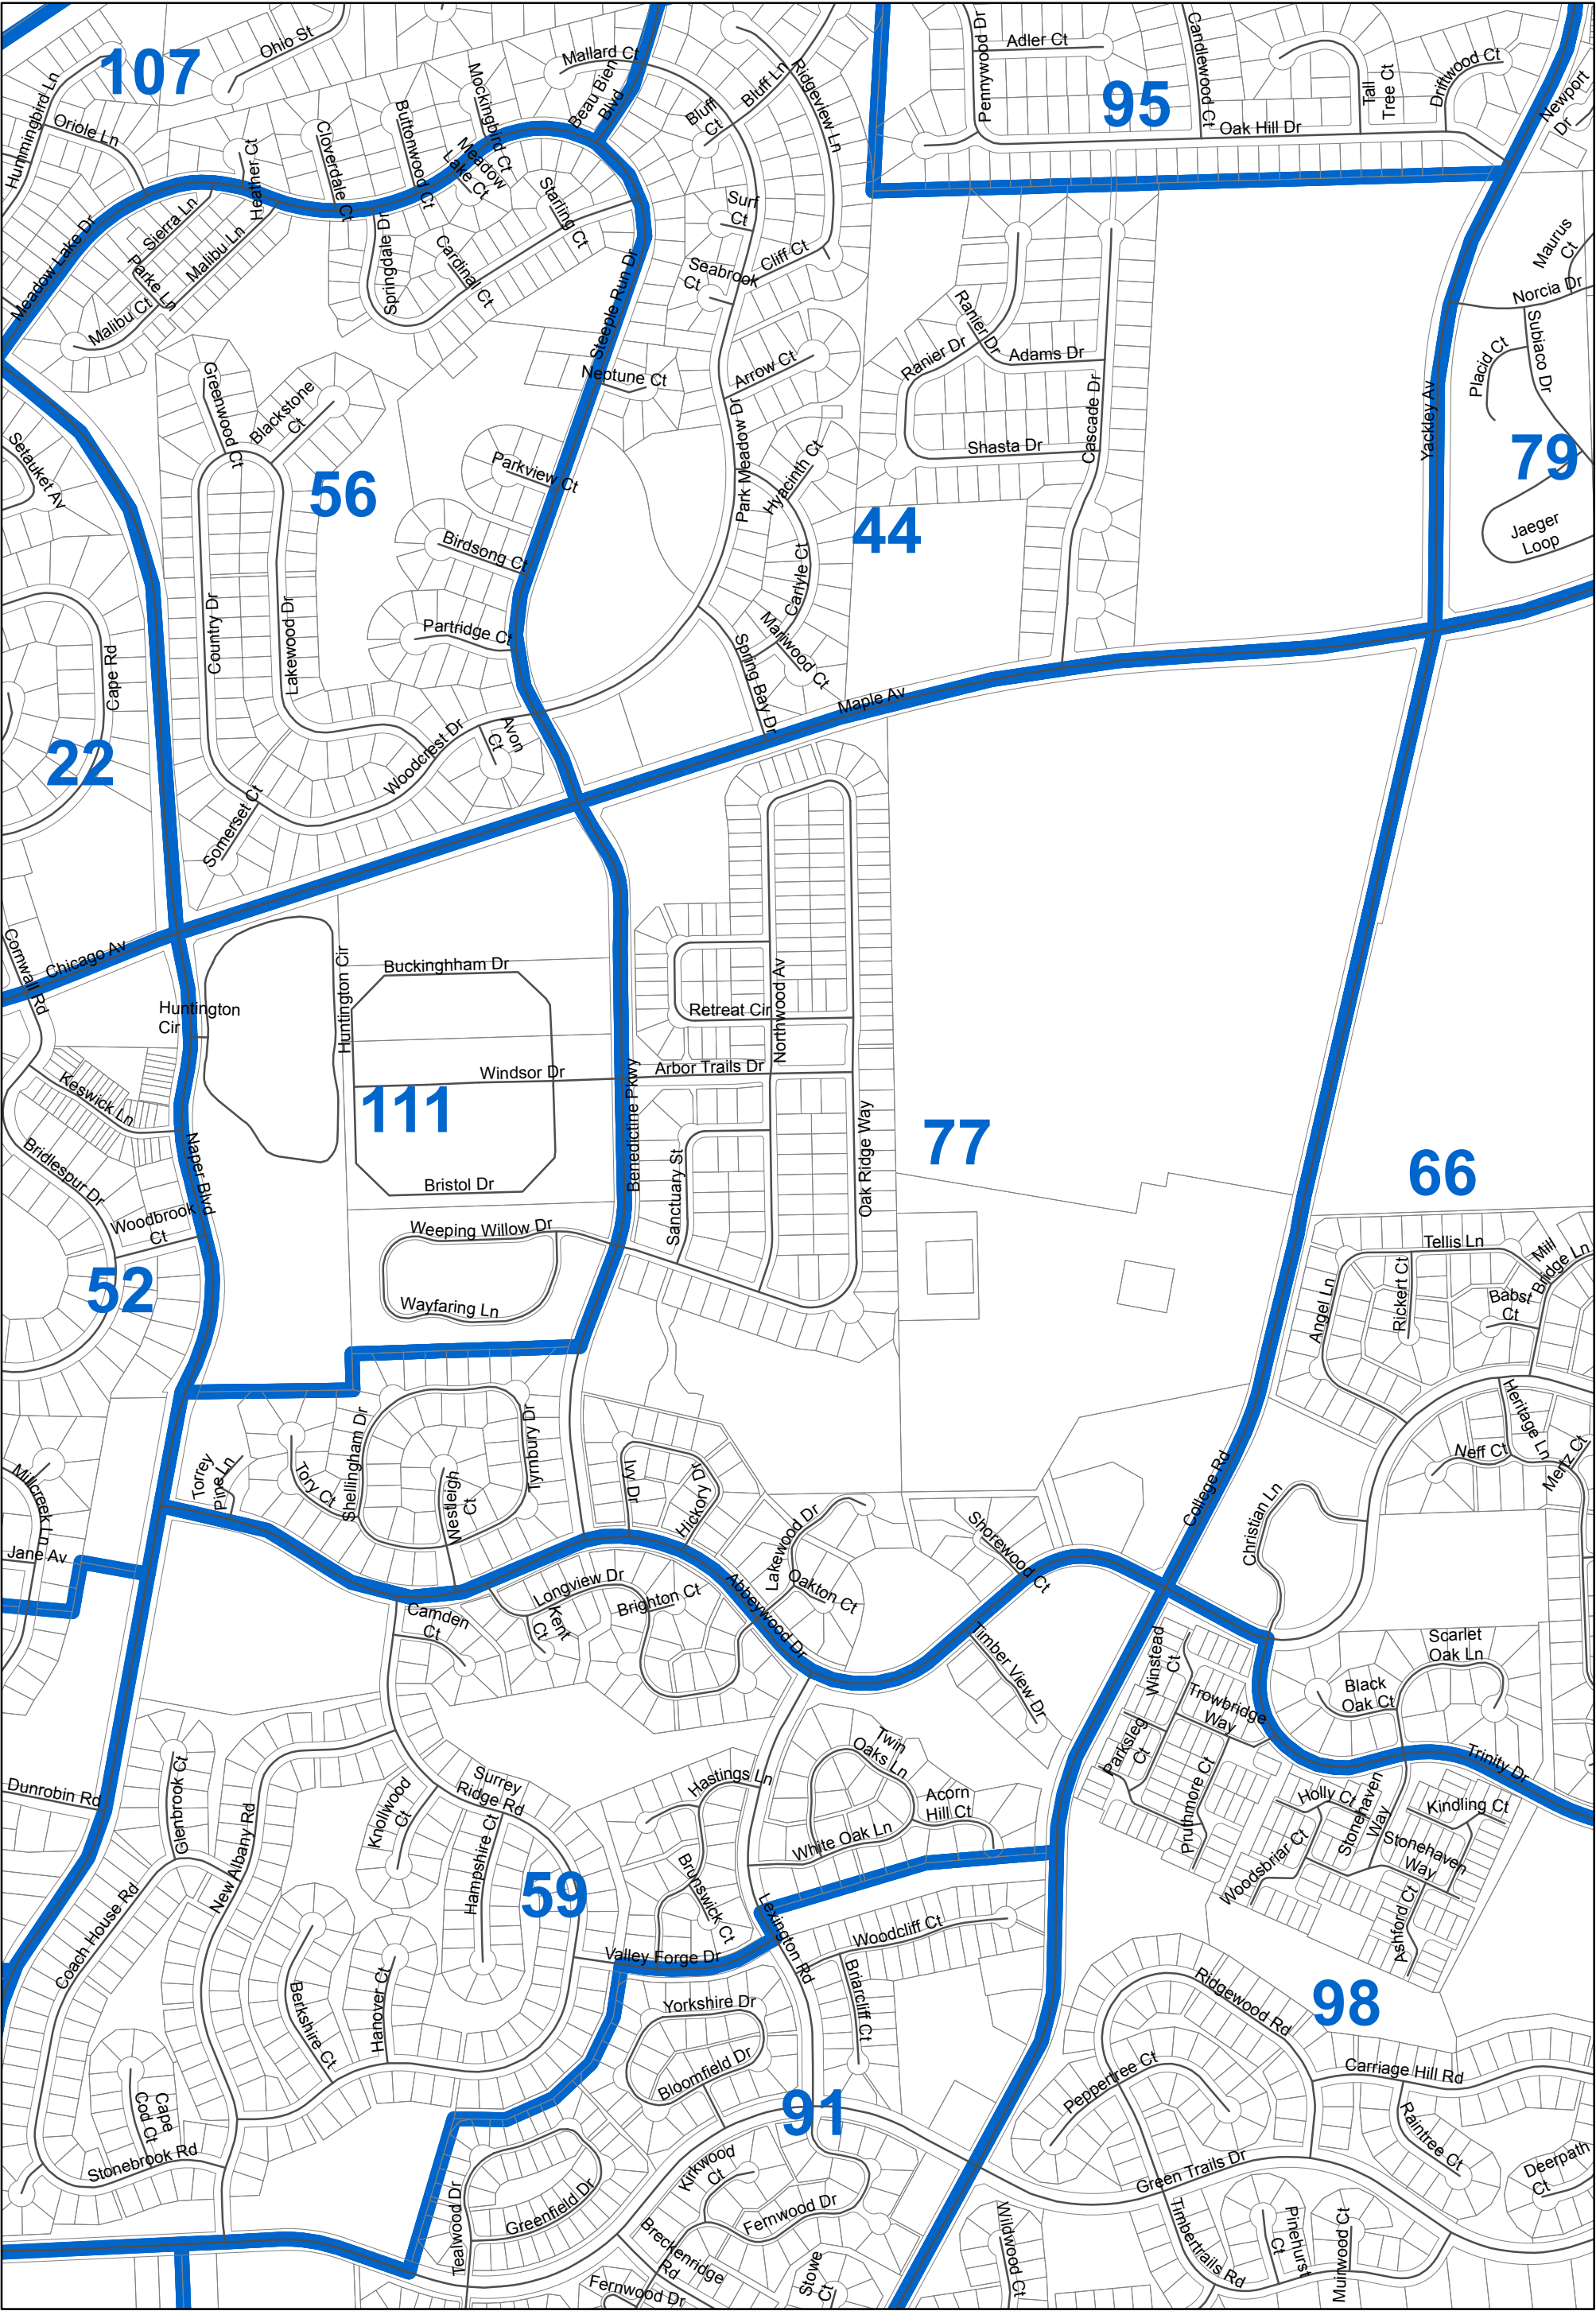 107
Ohio St
Hummingbird Ln
Oriole Ln
Mallard Ct
Beau Bien
Blvd
Bluff
Ct
Bluff Ln
Ridgeview Ln
Pennywood Dr
Adler Ct
95
Candlewood Ct
Tall
Tree Ct
Driftwood Ct
Newport
Dr
Oak Hill Dr
Mockingbird Ct
Buttonwood Ct
Cloverdale Ct
Heather Ct
Meadow
Lake Ct
Starling Ct
Sierra Ln
Parke Ln
Malibu Ln
Malibu Ct
Meadow Lake Dr
Springdale Dr
Cardinal Ct
Steeple Run Dr
Surf
Ct
Seabrook
Ct
Cliff Ct
Maurus
Ct
Norcia Dr
Subiaco Dr
Placid Ct
Ranier Dr
Ranier Dr
Adams Dr
Arrow Ct
Neptune Ct
Cascade Dr
Shasta Dr
Yackley Av
79
Jaeger
Loop
Greenwood Ct
Blackstone
Ct
Setauket Av
56
Parkview Ct
Park Meadow Dr
Hyacinth Ct
44
Birdsong Ct
Carlyle Ct
Country Dr
Lakewood Dr
Partridge Ct
Mariwood Ct
Spring Bay Dr
Cape Rd
22
Maple Av
Woodcrest Dr
Avon
Ct
Somerset Ct
Chicago Av
Cornwall Rd
Huntington
Cir
Huntington Cir
Buckinghham Dr
Retreat Cir
Northwood Av
Windsor Dr
Arbor Trails Dr
111
Benedictine Pkwy
Keswick Ln
Bridlespur Dr
Naper Blvd
Woodbrook
Ct
Bristol Dr
Sanctuary St
Oak Ridge Way
77
66
Weeping Willow Dr
Wayfaring Ln
52
Tellis Ln
Mill
Bridge Ln
Angel Ln
Rickert Ct
Babst
Ct
Heritage Ln
Neff Ct
Mertz Ct
Torrey
Pine Ln
Tory Ct
Shellingham Dr
Westleigh
Ct
Tymbury Dr
Ivy Dr
Hickory Dr
Millcreek Ln
Jane Av
Lakewood Dr
Shorewood Ct
College Rd
Christian Ln
Longview Dr
Brighton Ct
Abbeywood Dr
Oakton Ct
Camden
Ct
Kent
Ct
Timber View Dr
Winstead
Ct
Scarlet
Oak Ln
Black
Oak Ct
Trowbridge
Way
Parksleg
Ct
Pruthmore Ct
Trinity Dr
Dunrobin Rd
Glenbrook Ct
Knollwood
Ct
Surrey
Ridge Rd
Hastings Ln
Twin
Oaks Ln
Acorn
Hill Ct
White Oak Ln
Holly Ct
Stonehaven
Way
Kindling Ct
Stonehaven
Way
Woodsbriar Ct
Ashford Ct
New Albany Rd
Hampshire Ct
59
Brunswick Ct
Coach House Rd
Valley Forge Dr
Lexington Rd
Woodcliff Ct
Briarcliff Ct
Berkshire Ct
Hanover Ct
Yorkshire Dr
Bloomfield Dr
Ridgewood Rd
98
Peppertree Ct
Carriage Hill Rd
Raintree Ct
91
Cape
Cod Ct
Stonebrook Rd
Tealwood Dr
Greenfield Dr
Kirkwood
Ct
Fernwood Dr
Breckenridge
Rd
Fernwood Dr
Stowe
Ct
Green Trails Dr
Wildwood Ct
Timbertrails Rd
Pinehurst
Ct
Muirwood Ct
Deerpath
Ct